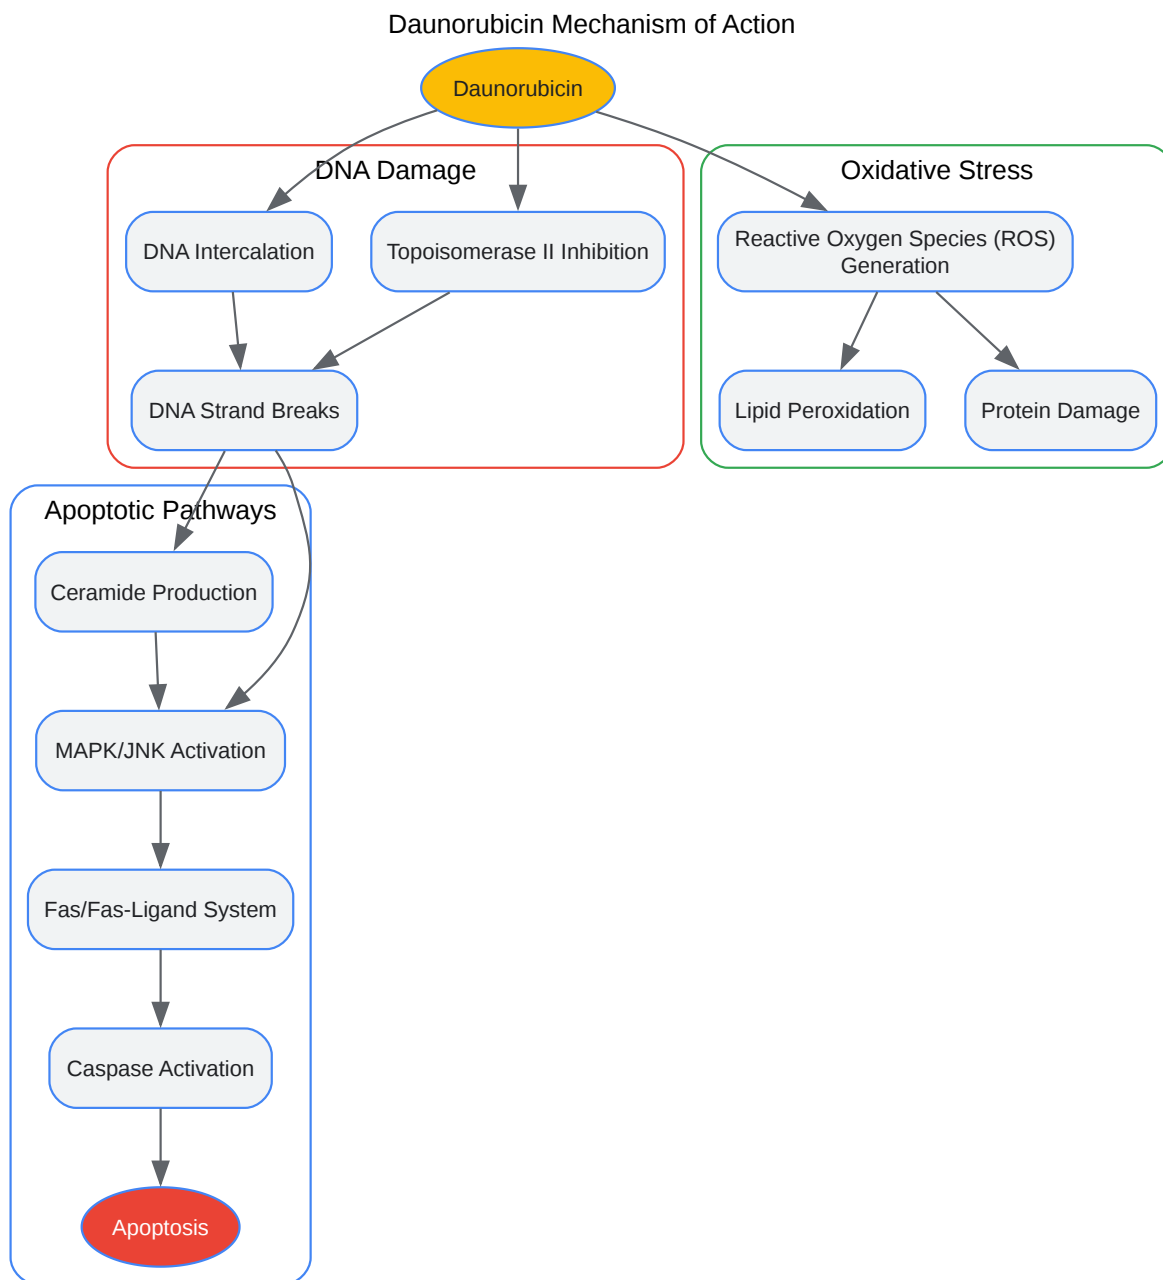 Daunorubicin Mechanism of Action
Daunorubicin
DNA Damage
Oxidative Stress
DNA Intercalation
Topoisomerase II Inhibition
Reactive Oxygen Species (ROS)
Generation
DNA Strand Breaks
Lipid Peroxidation
Protein Damage
Apoptotic Pathways
Ceramide Production
MAPK/JNK Activation
Fas/Fas-Ligand System
Caspase Activation
Apoptosis